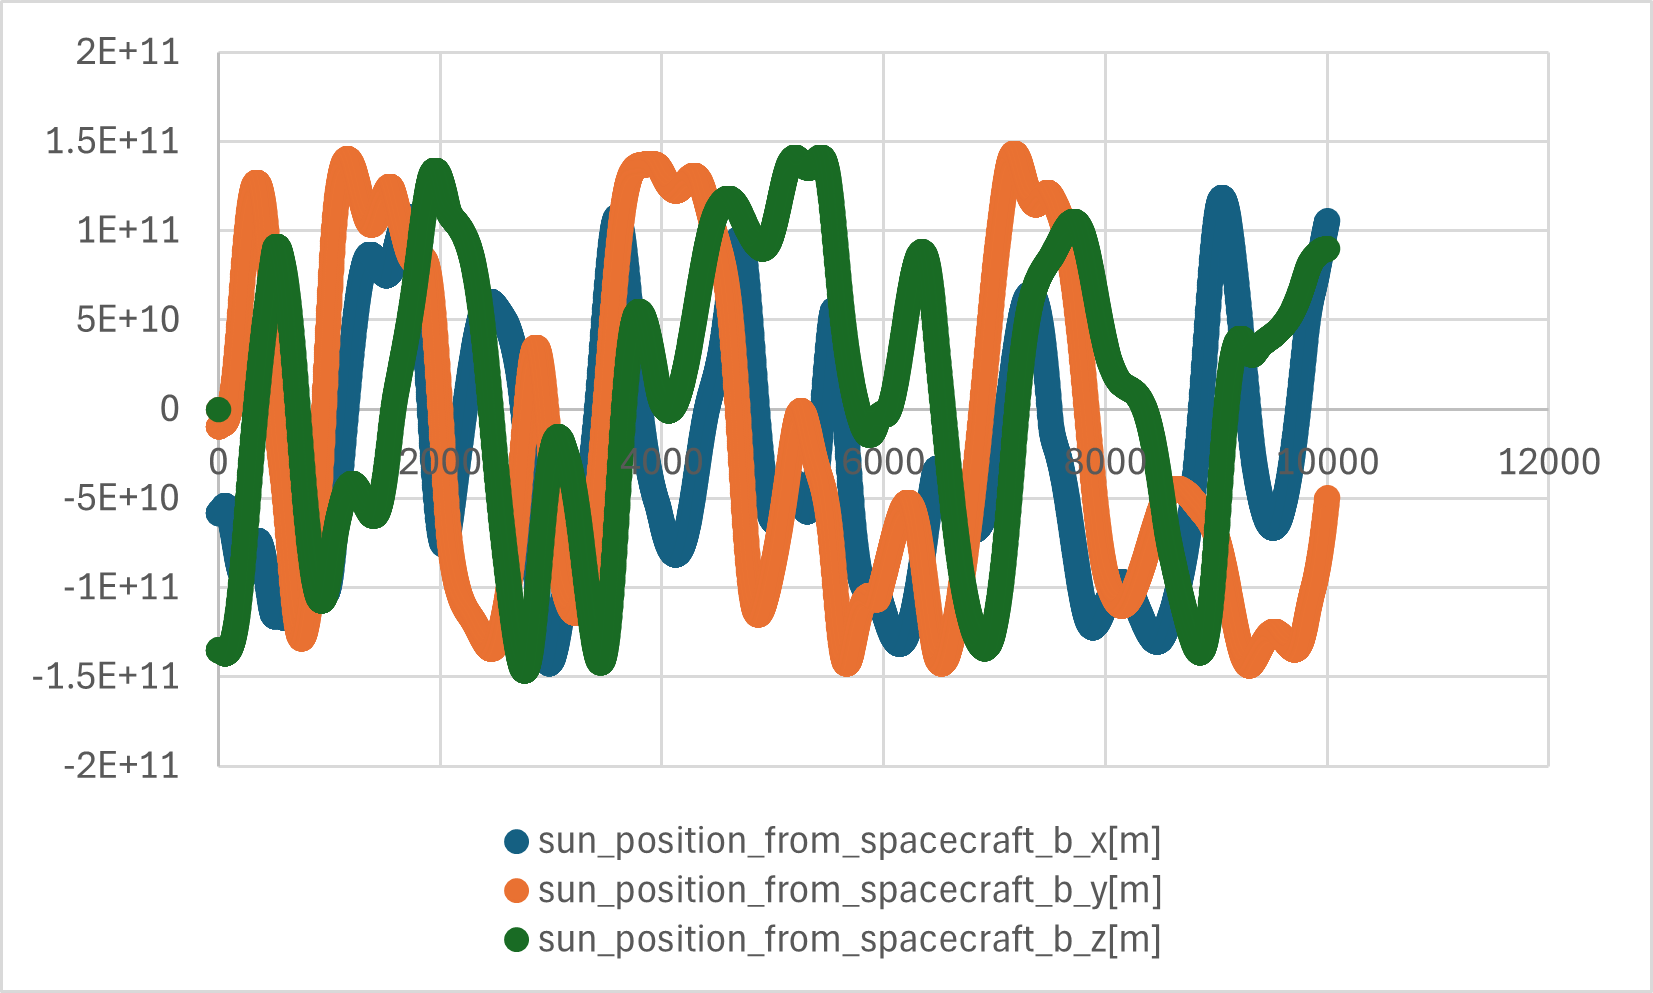 2E+11
1.5E+11
1E+11
5E+10
0
-5E+10
-1E+11
-1.5E+11
-2E+11
0 2000 4000 6000 8000 10000 12000
sun_position_from_spacecraft_b_x[m]
sun_position_from_spacecraft_b_y[m]
sun_position_from_spacecraft_b_z[m]